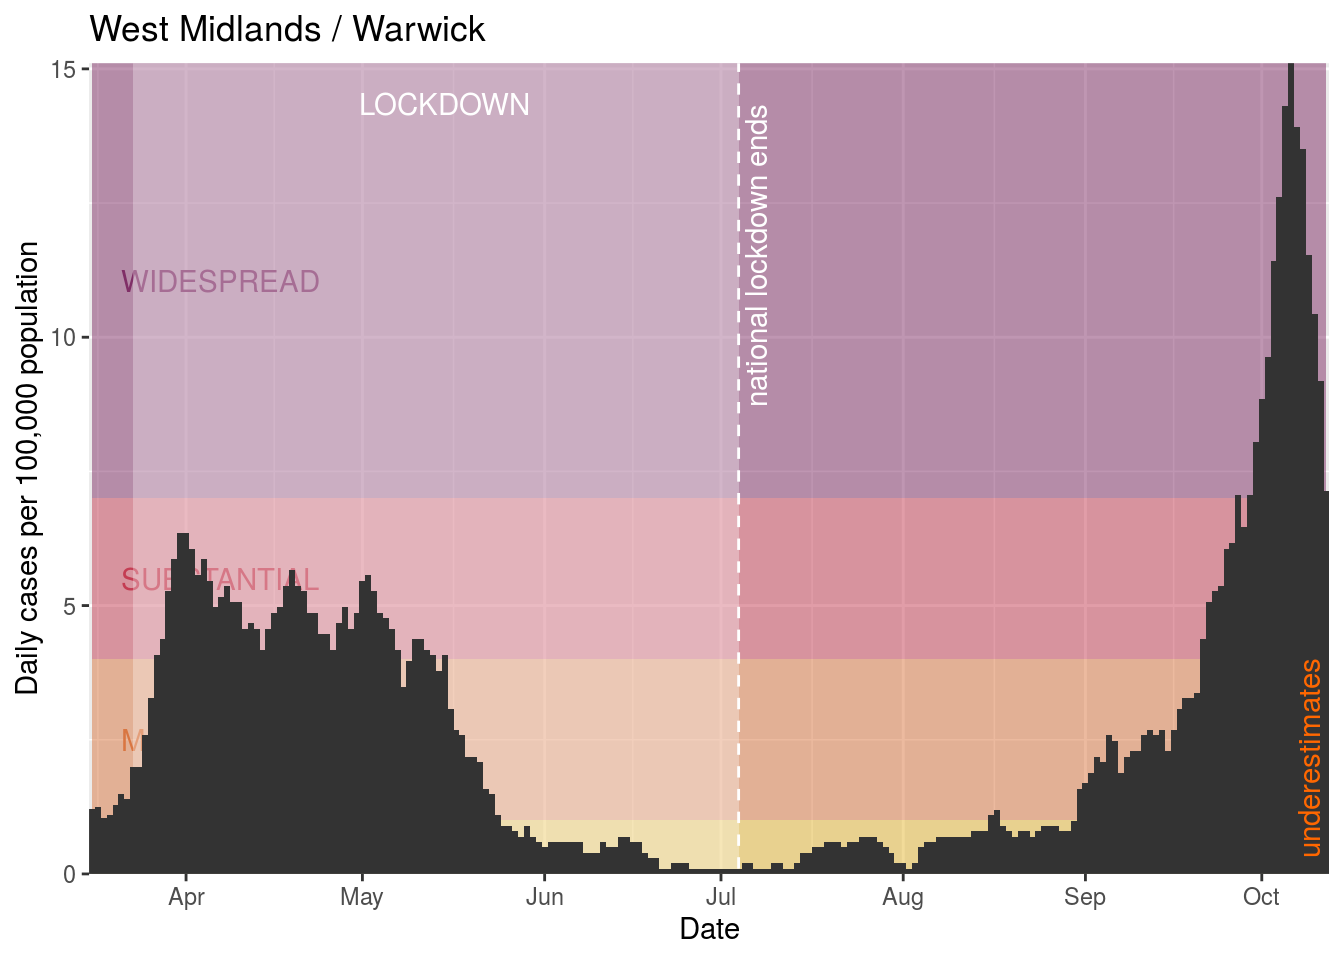 West Midlands / Warwick
15
10
5
0
Daily cases per 100,000 population
LOCKDOWN
WIDESPREAD
SUBSTANTIAL
M
national lockdown ends
underestimates
Apr
May
Jun
Jul
Aug
Sep
Oct
Date